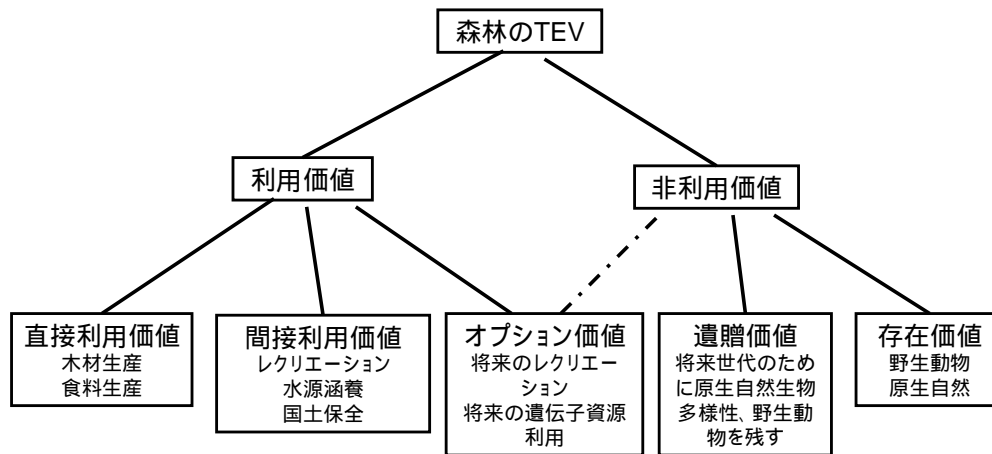 森林のTEV
利用価値
非利用価値
直接利用価値
木材生産
食料生産
間接利用価値
レクリエーション
水源涵養
国土保全
オプション価値
将来のレクリエー
ション
将来の遺伝子資源
利用
遺贈価値
将来世代のため
に原生自然生物
多様性、野生動
物を残す
存在価値
野生動物
原生自然